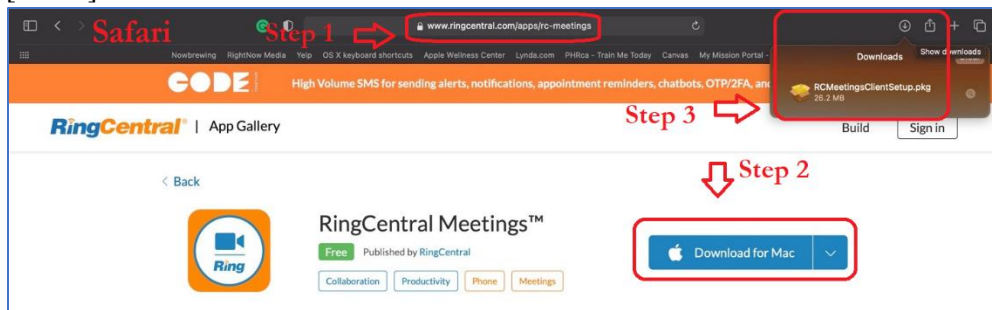 Safari
Step 1
www.ringcentral.com/apps/rc-meetings
Nowbrewing RightNow Media Yelp OS X keyboard shortcuts Apple Wellness Center Lynda.com PHRca - Train Me Today Canvas My Mission Portal -
Downloads
Show downloads
RCMeetingsClientSetup.pkg
26.2 MB
CODE
High Volume SMS for sending alerts, notifications, appointment reminders, chatbots, OTP/2FA, an
Step 3
RingCentral® | App Gallery
Build
Sign in
Step 2
< Back
Ring
RingCentral Meetings™
Free Published by RingCentral
Collaboration Productivity Phone Meetings
Download for Mac